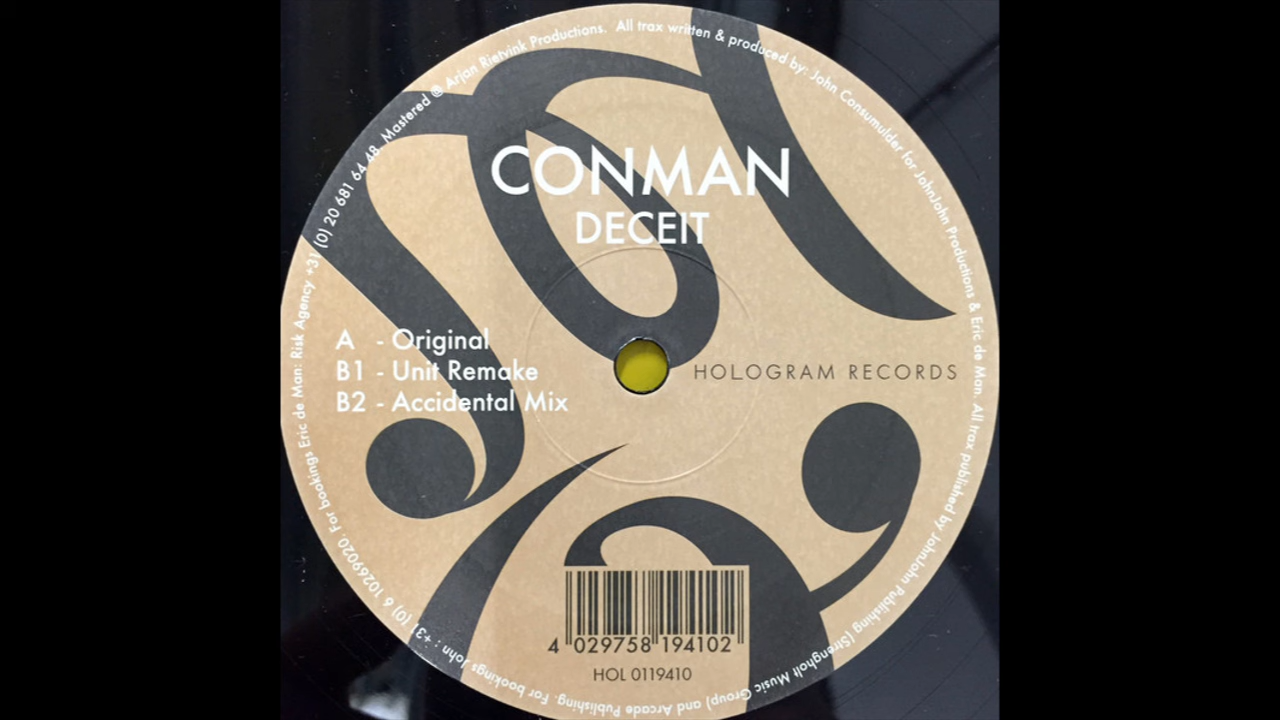 CONMAN
DECEIT
A - Original
B1 - Unit Remake
B2 - Accidental Mix
HOLOGRAM RECORDS
4 029758 194102
HOL 0119410
All trax written & produced by: John Consumulder for JohnJohn Productions & Eric de Man. All trax published by JohnJohn Publishing (Strengholt Music Group) and Arcade Publishing. For bookings John : +31 (0) 6 10269020. For bookings Eric de Man: Risk Agency +31 (0) 20 681 64 48. Mastered @ Arjan Rietvink Productions.